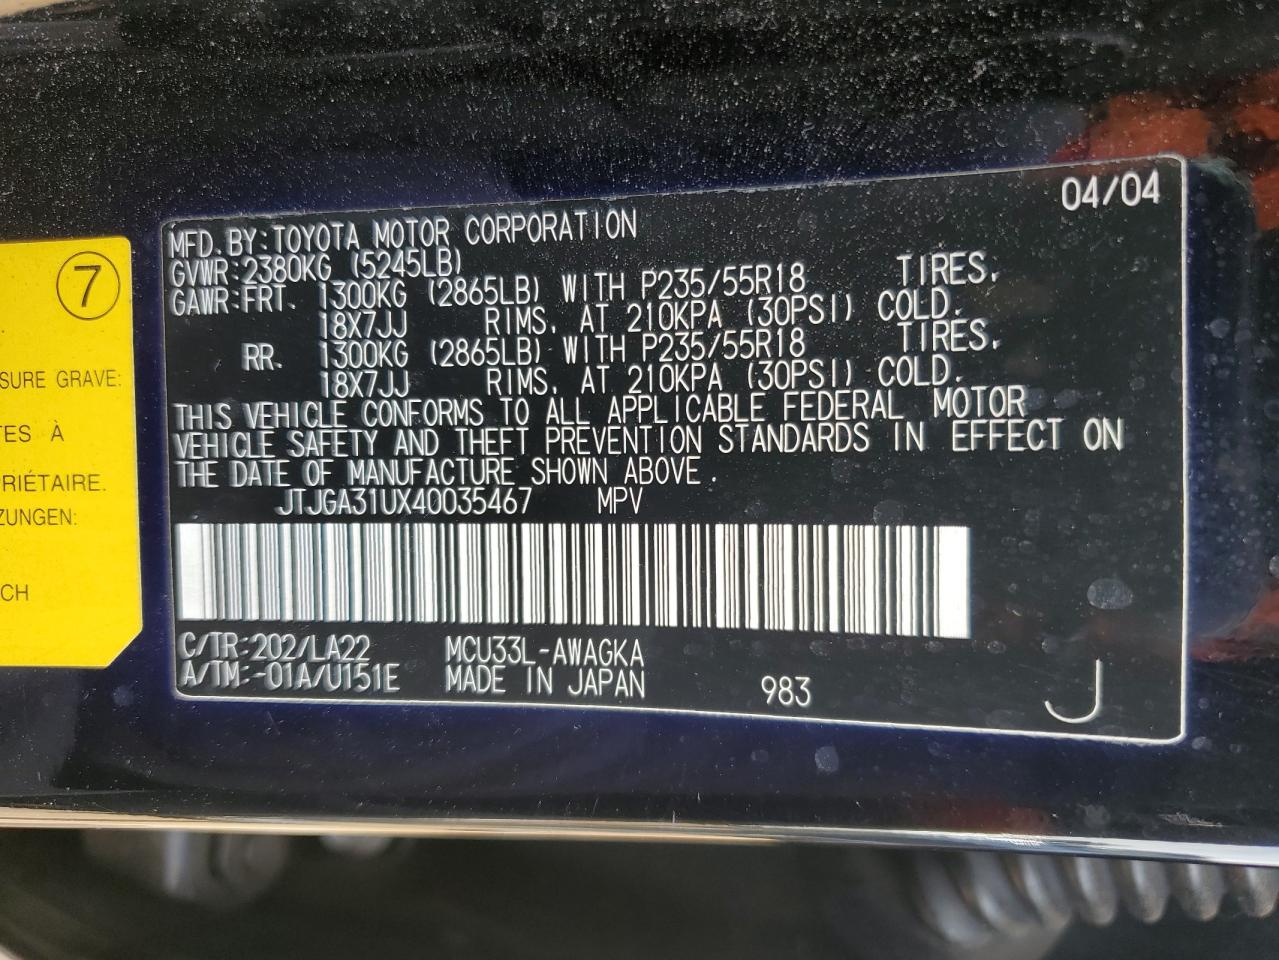 04/04
MFD. BY: TOYOTA MOTOR CORPORATION
GVWR: 2380KG (5245LB)
GAWR: FRT. 1300KG (2865LB) WITH P235/55R18 TIRES,
18X7JJ RIMS, AT 210KPA (30PSI) COLD.
RR. 1300KG (2865LB) WITH P235/55R18 TIRES,
18X7JJ RIMS, AT 210KPA (30PSI) COLD.
THIS VEHICLE CONFORMS TO ALL APPLICABLE FEDERAL MOTOR
VEHICLE SAFETY AND THEFT PREVENTION STANDARDS IN EFFECT ON
THE DATE OF MANUFACTURE SHOWN ABOVE.
JTJGA31UX40035467 MPV
C/TR: 202/LA22 MCU33L-AWAGKA
A/TM: -01A/U151E MADE IN JAPAN 983 J
7
SURE GRAVE:
TES À
RIÉTAIRE.
ZUNGEN:
CH